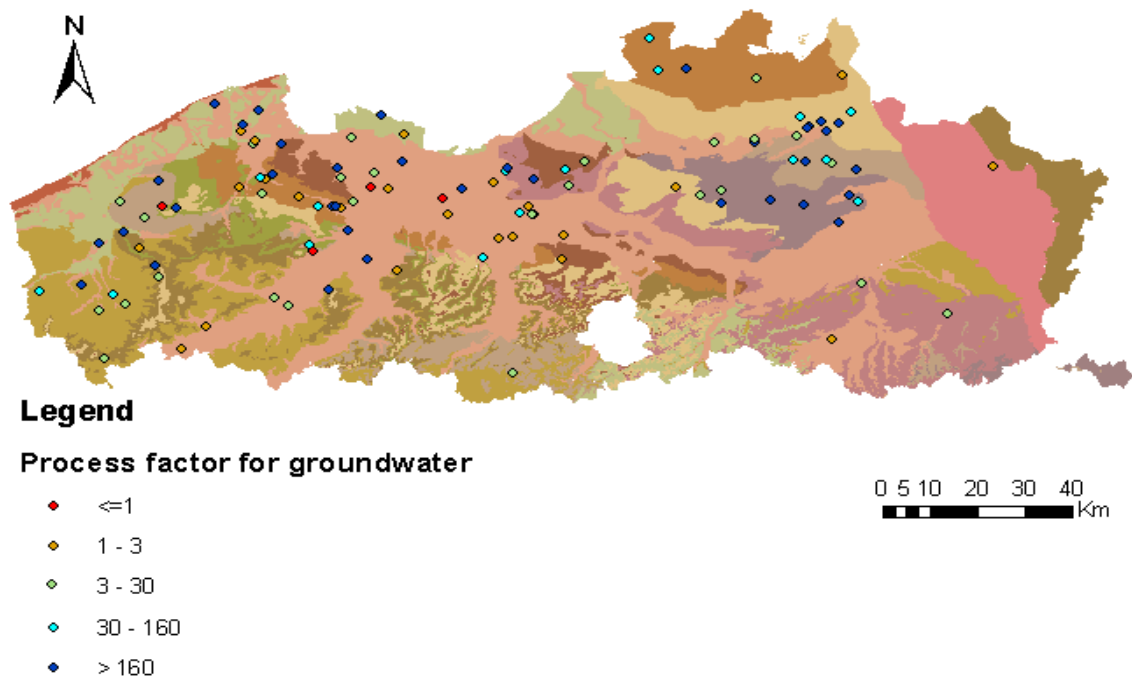 N
Legend
Process factor for groundwater
<=1
1 - 3
3 - 30
30 - 160
> 160
0 5 10 20 30 40
Km